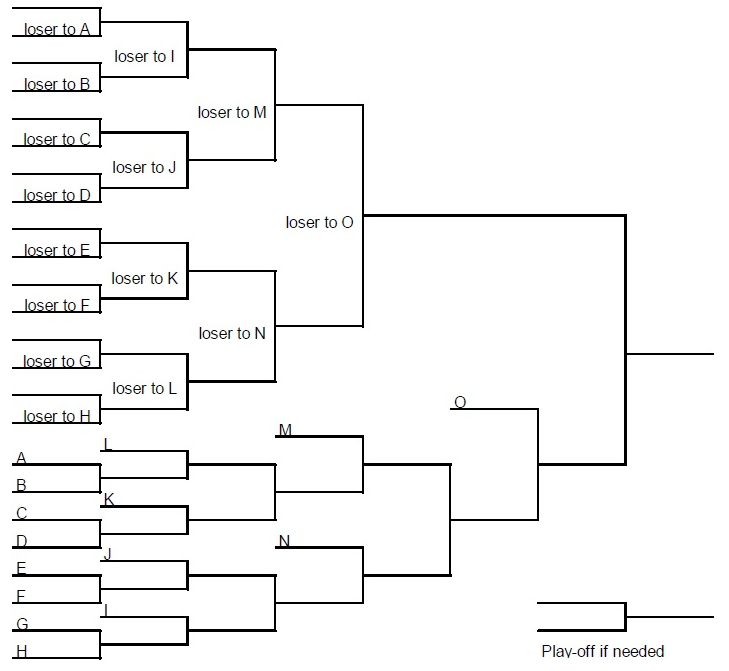 loser to A
loser to I
loser to B
loser to M
loser to C
loser to J
loser to D
loser to O
loser to E
loser to K
loser to F
loser to N
loser to G
loser to L
loser to H
O
M
L
A
B
K
C
D
N
J
E
F
I
G
H
Play-off if needed